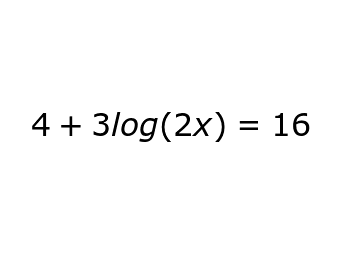 4 + 3log(2x) = 16